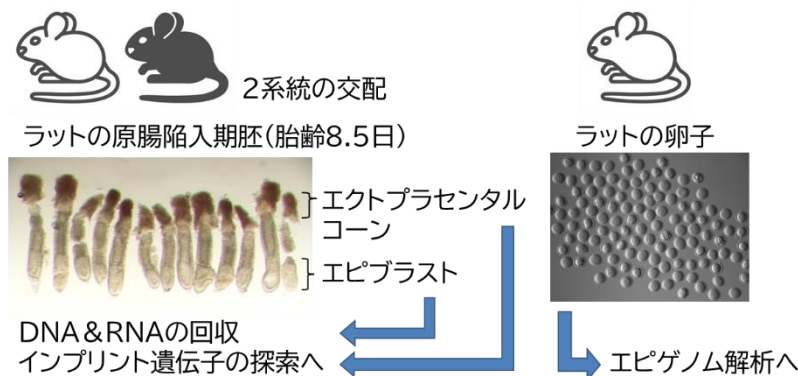 2系統の交配
ラットの原腸陥入期胚(胎齢8.5日)
エクトプラセンタル
コーン
エピブラスト
DNA&RNAの回収
インプリント遺伝子の探索へ
ラットの卵子
エピゲノム解析へ